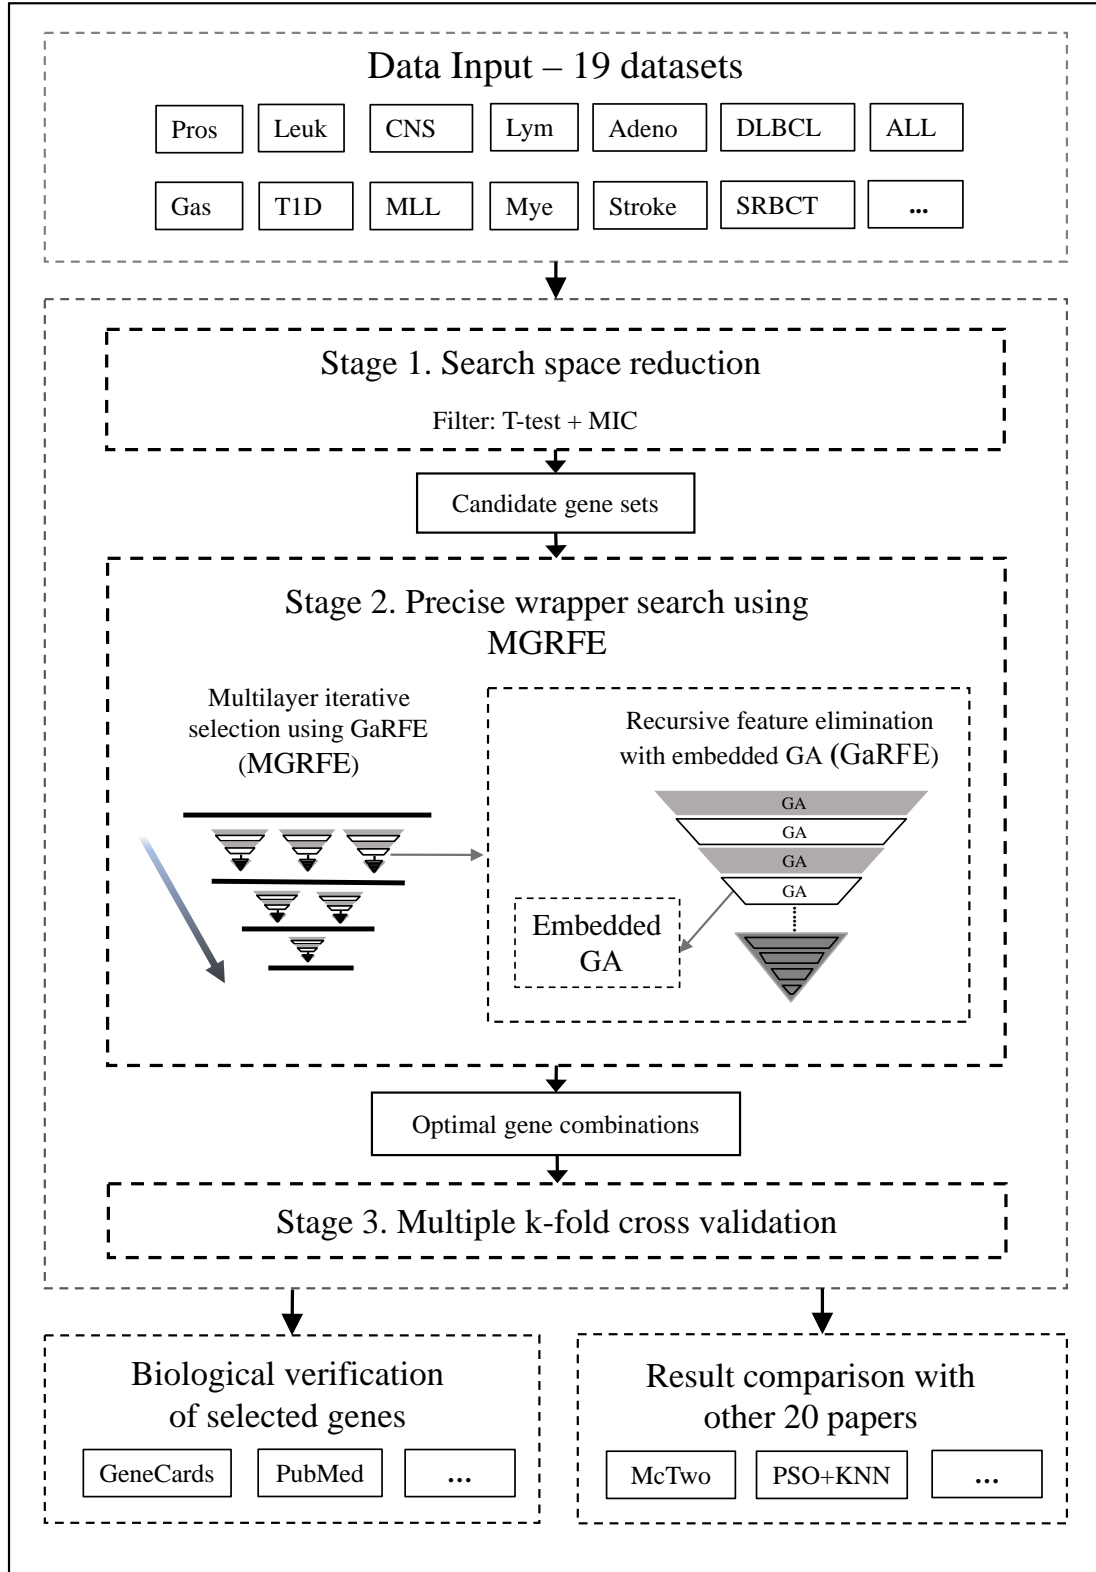 Data Input – 19 datasets
Pros Leuk CNS Lym Adeno DLBCL ALL
Gas T1D MLL Mye Stroke SRBCT ...
Stage 1. Search space reduction
Filter: T-test + MIC
Candidate gene sets
Stage 2. Precise wrapper search using
MGRFE
Multilayer iterative
selection using GaRFE
(MGRFE)
Recursive feature elimination
with embedded GA (GaRFE)
GA
GA
GA
GA
Embedded
GA
Optimal gene combinations
Stage 3. Multiple k-fold cross validation
Biological verification
of selected genes
GeneCards PubMed ...
Result comparison with
other 20 papers
McTwo PSO+KNN ...